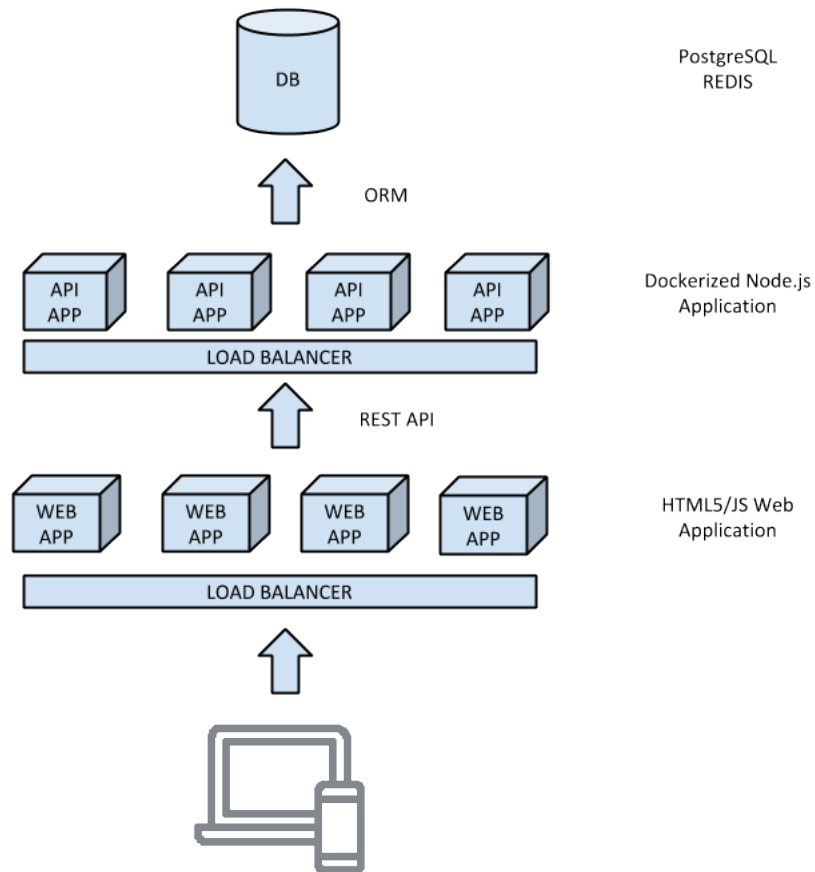 DB
PostgreSQL
REDIS
ORM
API
APP
API
APP
API
APP
API
APP
Dockerized Node.js
Application
LOAD BALANCER
REST API
WEB
APP
WEB
APP
WEB
APP
WEB
APP
HTML5/JS Web
Application
LOAD BALANCER